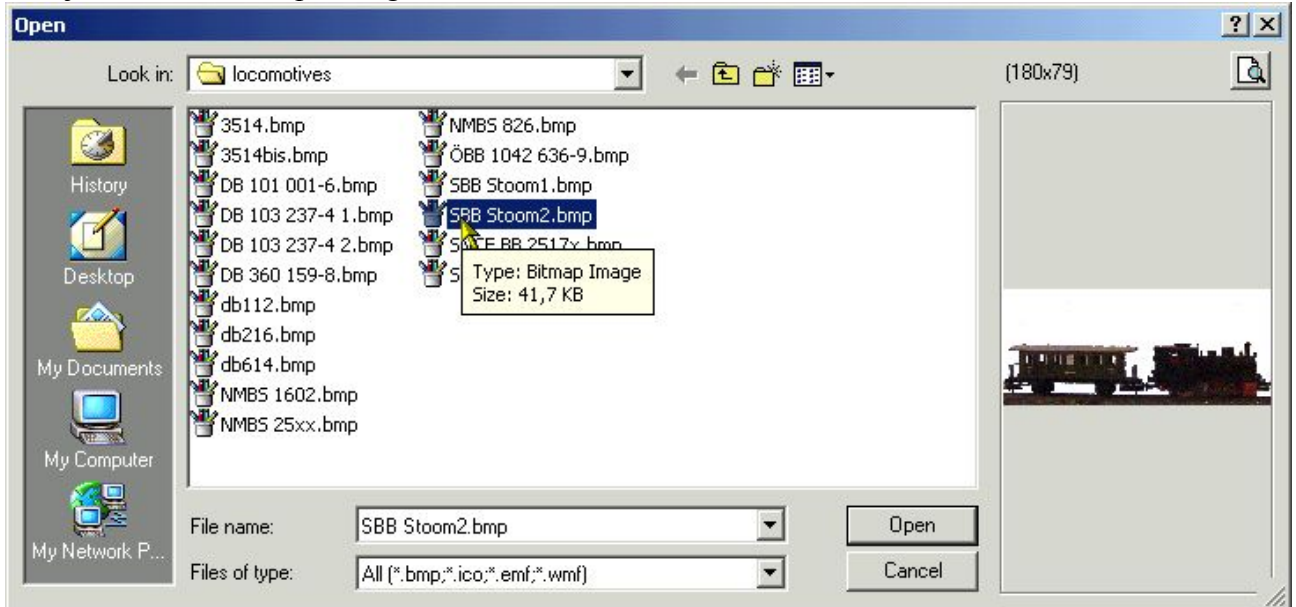 Open
Look in: locomotives
(180x79)
History
Desktop
My Documents
My Computer
My Network P...
3514.bmp
3514bis.bmp
DB 101 001-6.bmp
DB 103 237-4 1.bmp
DB 103 237-4 2.bmp
DB 360 159-8.bmp
db112.bmp
db216.bmp
db614.bmp
NMBS 1602.bmp
NMBS 25xx.bmp
NMBS 826.bmp
ÖBB 1042 636-9.bmp
SBB Stoom1.bmp
SBB Stoom2.bmp
BB 2517x.bmp
Type: Bitmap Image
Size: 41,7 KB
File name: SBB Stoom2.bmp
Open
Files of type: All (*.bmp;*.ico;*.emf;*.wmf)
Cancel